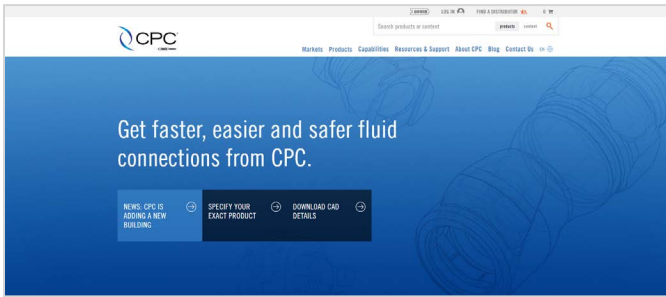 LOG IN
FIND A DISTRIBUTOR
0
Search products or content
products
content
CPC
Markets Products Capabilities Resources & Support About CPC Blog Contact Us EN
Get faster, easier and safer fluid
connections from CPC.
NEWS: CPC IS
ADDING A NEW
BUILDING
SPECIFY YOUR
EXACT PRODUCT
DOWNLOAD CAD
DETAILS